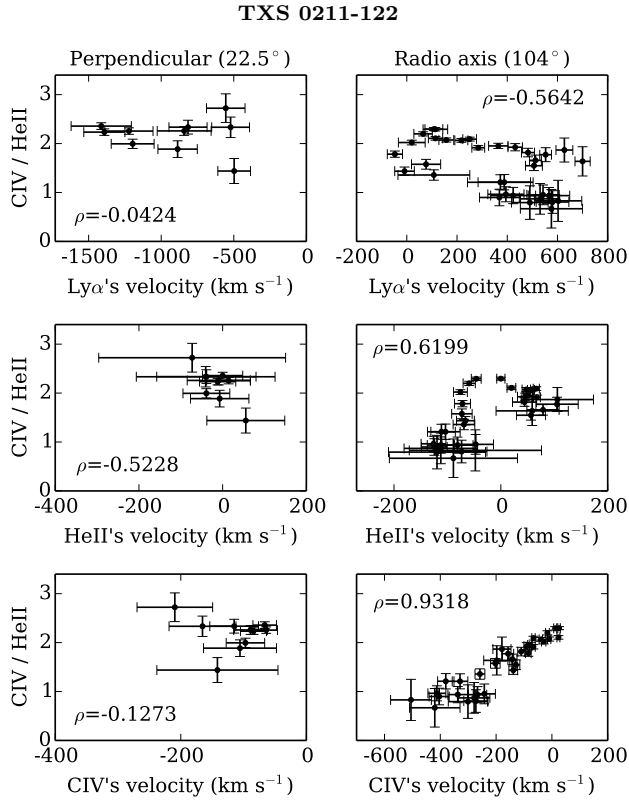 TXS 0211-122
Perpendicular (22.5°)
Radio axis (104°)
CIV / HeII
3
2
1
0
ρ=-0.0424
-1500 -1000 -500 0
Lyα's velocity (km s⁻¹)
ρ=-0.5642
-200 0 200 400 600 800
Lyα's velocity (km s⁻¹)
CIV / HeII
3
2
1
0
ρ=-0.5228
-400 -200 0 200
HeII's velocity (km s⁻¹)
ρ=0.6199
-200 0 200
HeII's velocity (km s⁻¹)
CIV / HeII
3
2
1
0
ρ=-0.1273
-400 -200 0
CIV's velocity (km s⁻¹)
ρ=0.9318
-600 -400 -200 0 200
CIV's velocity (km s⁻¹)